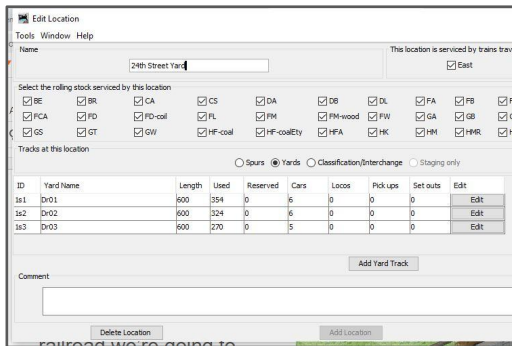 Edit Location
Tools Window Help
Name
This location is serviced by trains trav
24th Street Yard
East
Select the rolling stock serviced by this location
BE BR CA CS DA DB DL FA FB
FCA FD FD-coil FL FM FM-wood FW GA GB
GS GT GW HF-coal HF-coalEty HFA HK HM HMR
Tracks at this location
Spurs Yards Classification/Interchange Staging only
ID Yard Name Length Used Reserved Cars Locos Pick ups Set outs Edit
1s1 Dr01 600 354 0 6 0 0 0 Edit
1s2 Dr02 600 324 0 6 0 0 0 Edit
1s3 Dr03 600 270 0 5 0 0 0 Edit
Add Yard Track
Comment
Delete Location Add Location
railroad we're going to